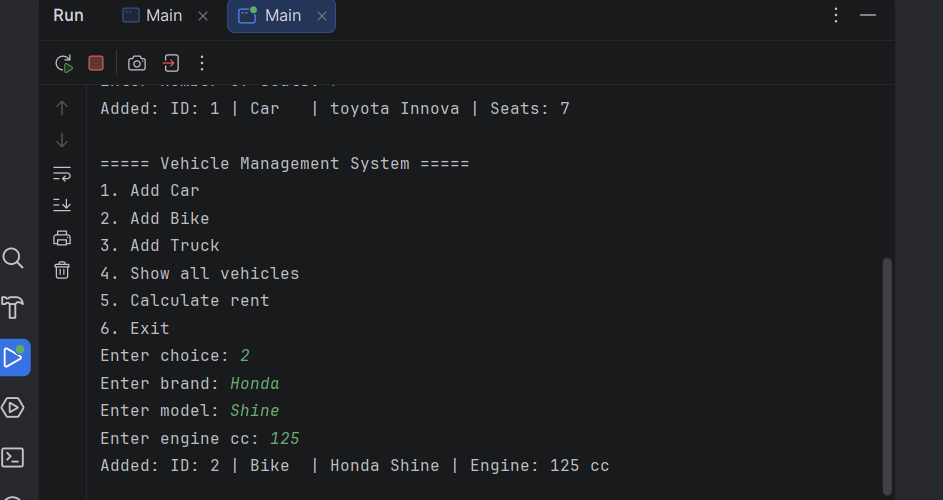 Run Main Main
Added: ID: 1 | Car   | toyota Innova | Seats: 7
===== Vehicle Management System =====
1. Add Car
2. Add Bike
3. Add Truck
4. Show all vehicles
5. Calculate rent
6. Exit
Enter choice: 2
Enter brand: Honda
Enter model: Shine
Enter engine cc: 125
Added: ID: 2 | Bike  | Honda Shine | Engine: 125 cc